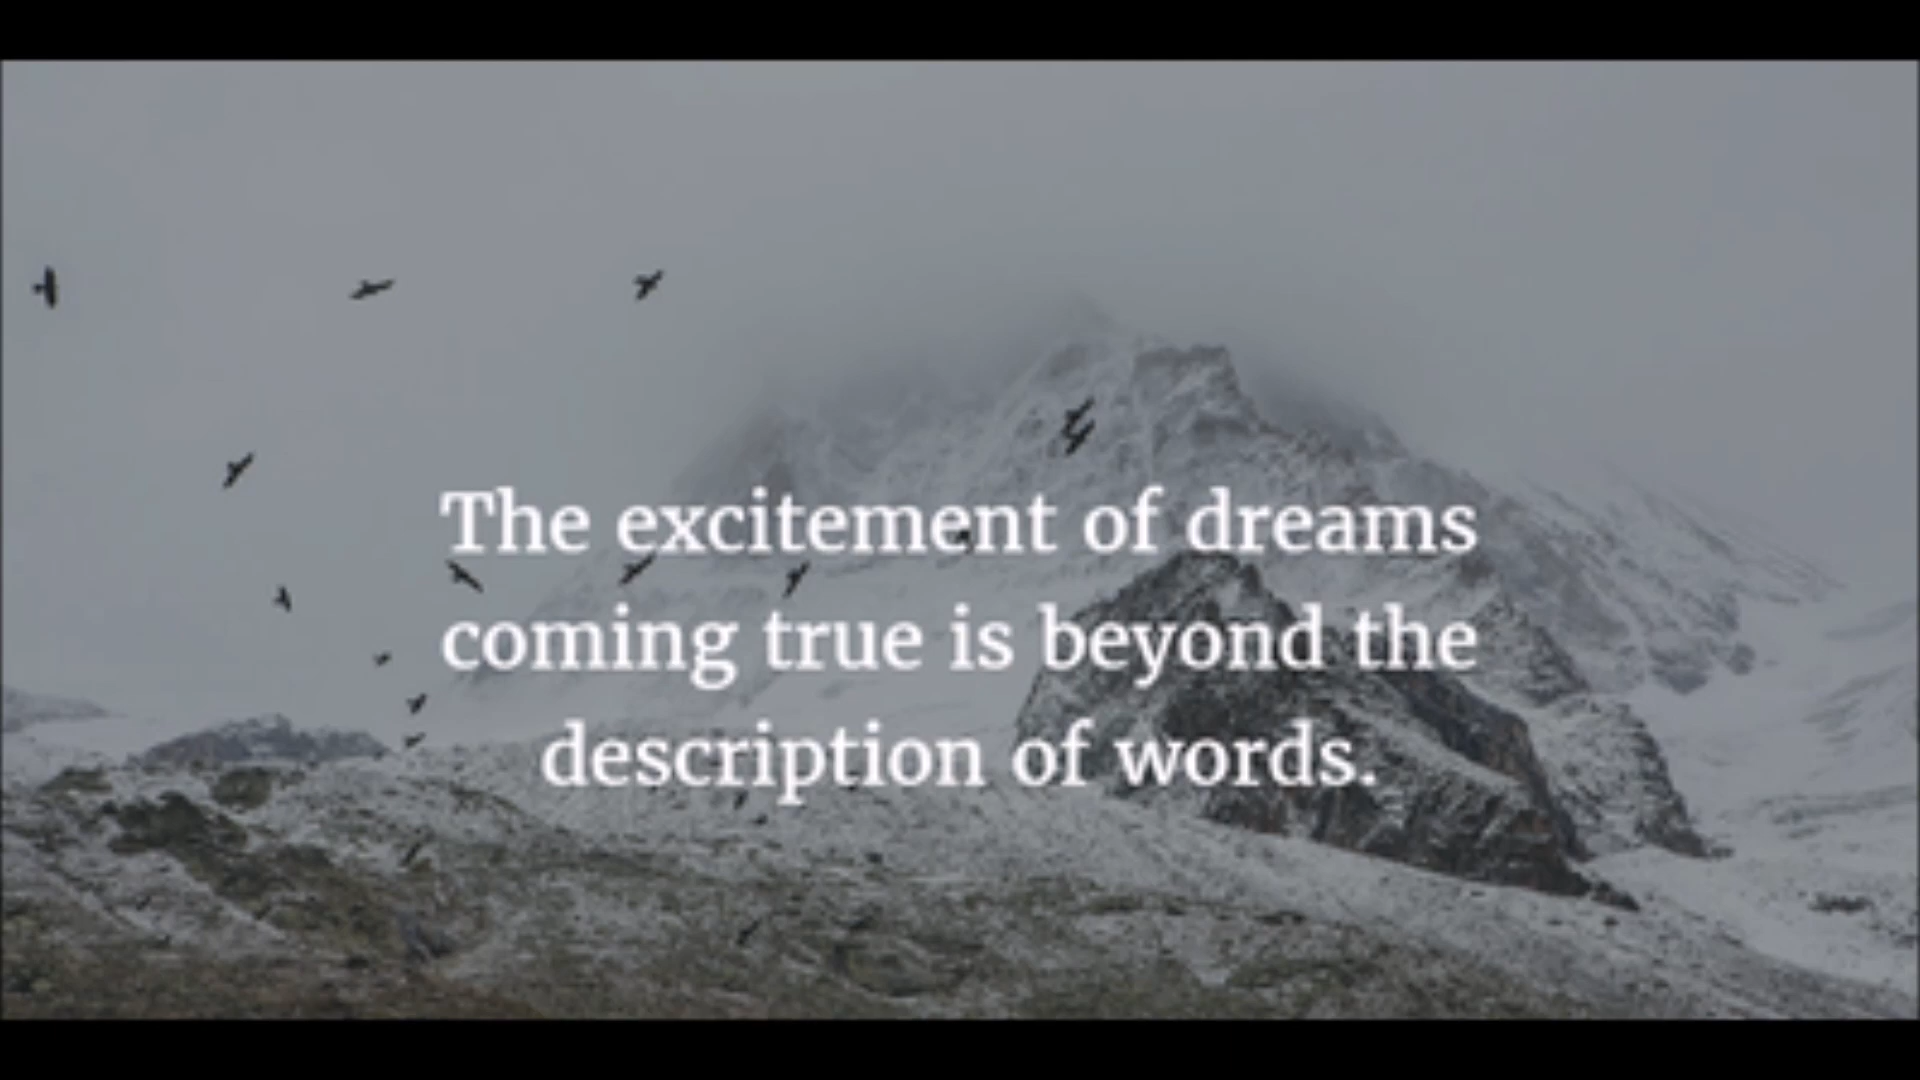 The excitement of dreams
coming true is beyond the
description of words.